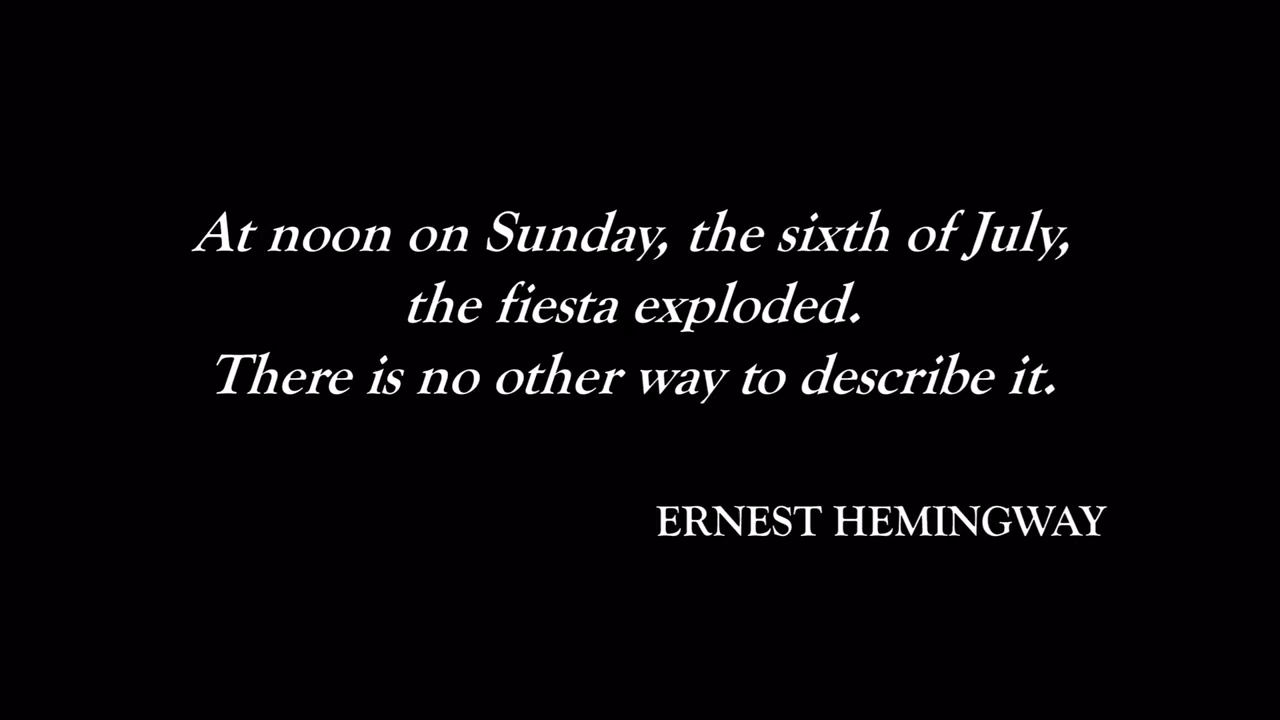 At noon on Sunday, the sixth of July,
the fiesta exploded.
There is no other way to describe it.
ERNEST HEMINGWAY